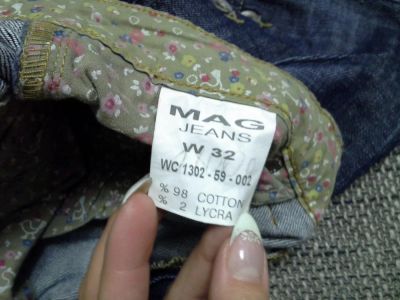 MAG
JEANS
W 32
WC 1302-59-002
% 98 COTTON
% 2 LYCRA